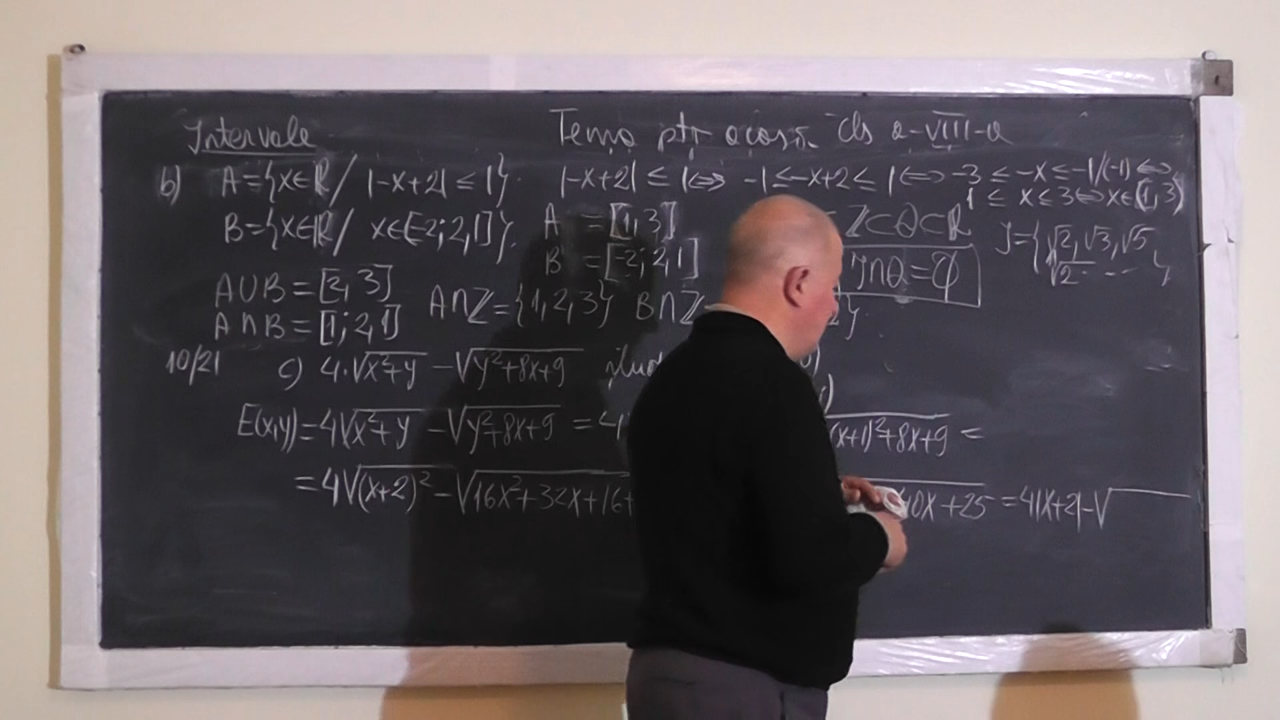 Intervale Tema ptr acasă cls a-VIII-a
b) A={x∈ℝ/ |-x+2| ≤ 1}. |-x+2| ≤ 1 ⇔ -1 ≤ -x+2 ≤ 1 ⇔ -3 ≤ -x ≤ -1/(-1) ⇔
1 ≤ x ≤ 3 ⇔ x∈[1,3]
B={x∈ℝ/ x∈[-2;2,1]}. A =[1,3] ℤ⊂Q⊂ℝ J={√2,√3,√5
B =[-2;2,1] J∩Q=∅ √2 ... }
A∪B=[2,3] A∩ℤ={1,2,3} B∩ℤ 2}.
A∩B=[1;2,1]
10/21 c) 4·√x²+y -√y²+8x+9
E(x,y)=4√x²+y -√y²+8x+9 =4 (x+1)²+8x+9 =
=4√(x+2)² -√16x²+32x+16+ 40x+25 =4|x+2|-√